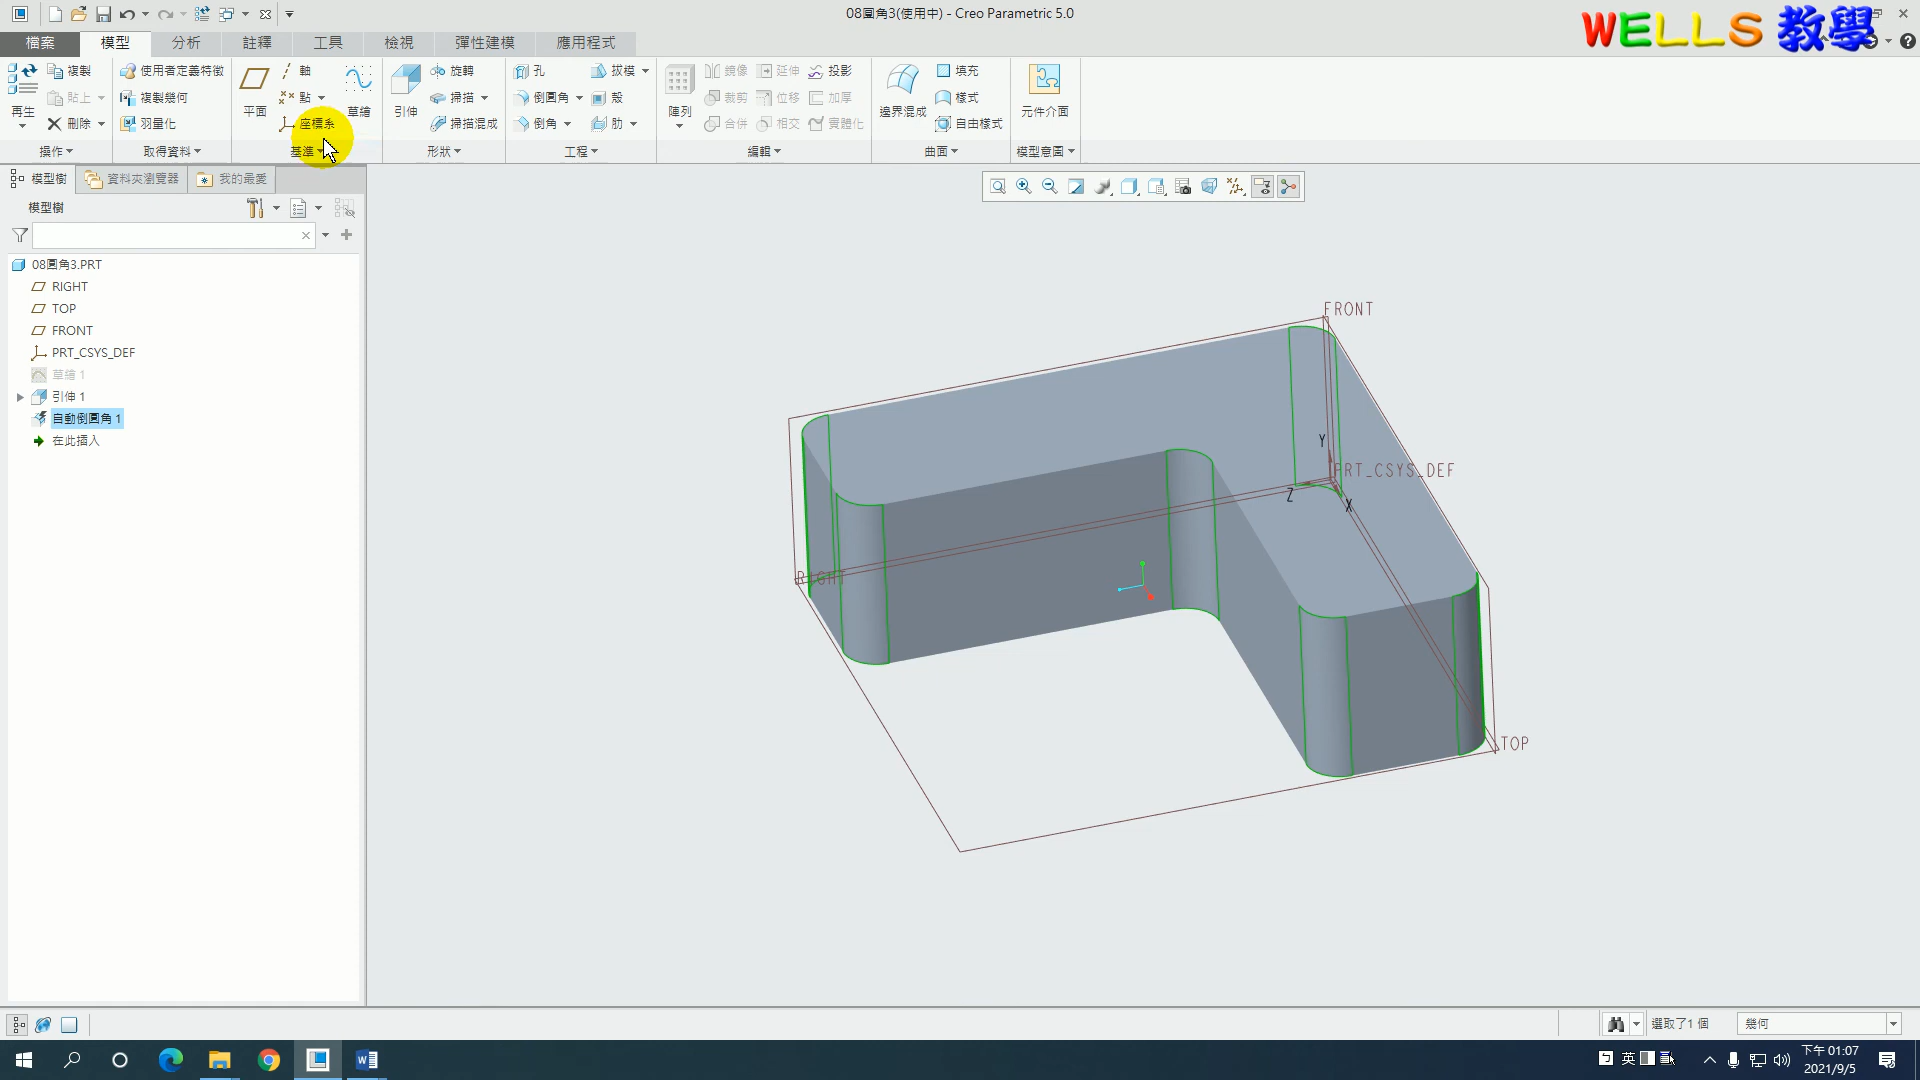 08圓角3(使用中) - Creo Parametric 5.0
WELLS 教學
檔案 模型 分析 註釋 工具 檢視 彈性建模 應用程式
複製 使用者定義特徵 軸 旋轉 孔 拔模 鏡像 延伸 投影 填充
貼上 複製幾何 點 掃描 倒圓角 殼 裁剪 位移 加厚 樣式
再生 平面 草繪 引伸 陣列 邊界混成 元件介面
刪除 羽量化 座標系 掃描混成 倒角 肋 合併 相交 實體化 自由樣式
操作 取得資料 基準 形狀 工程 編輯 曲面 模型意圖
模型樹 資料夾瀏覽器 我的最愛
模型樹
08圓角3.PRT
RIGHT
TOP
FRONT
PRT_CSYS_DEF
草繪 1
引伸 1
自動倒圓角 1
在此插入
FRONT
Y
PRT_CSYS_DEF
Z
X
RIGHT
TOP
選取了1 個 幾何
英
下午 01:07
2021/9/5